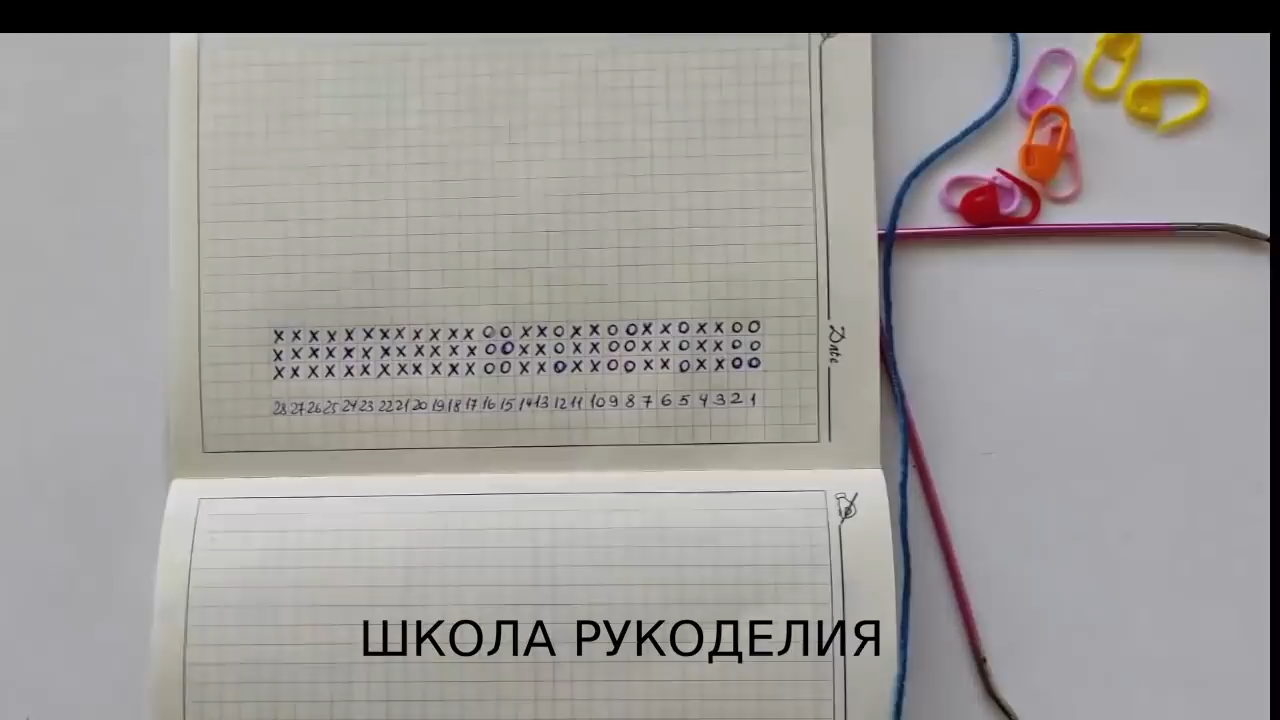 x x x x x x x x x x x x o o x x o x x o o x x o x x o o
x x x x x x x x x x x x o o x x o x x o o x x o x x o o
x x x x x x x x x x x x o o x x o x x o o x x o x x o o
Date
28 27 26 25 24 23 22 21 20 19 18 17 16 15 14 13 12 11 10 9 8 7 6 5 4 3 2 1
ШКОЛА РУКОДЕЛИЯ